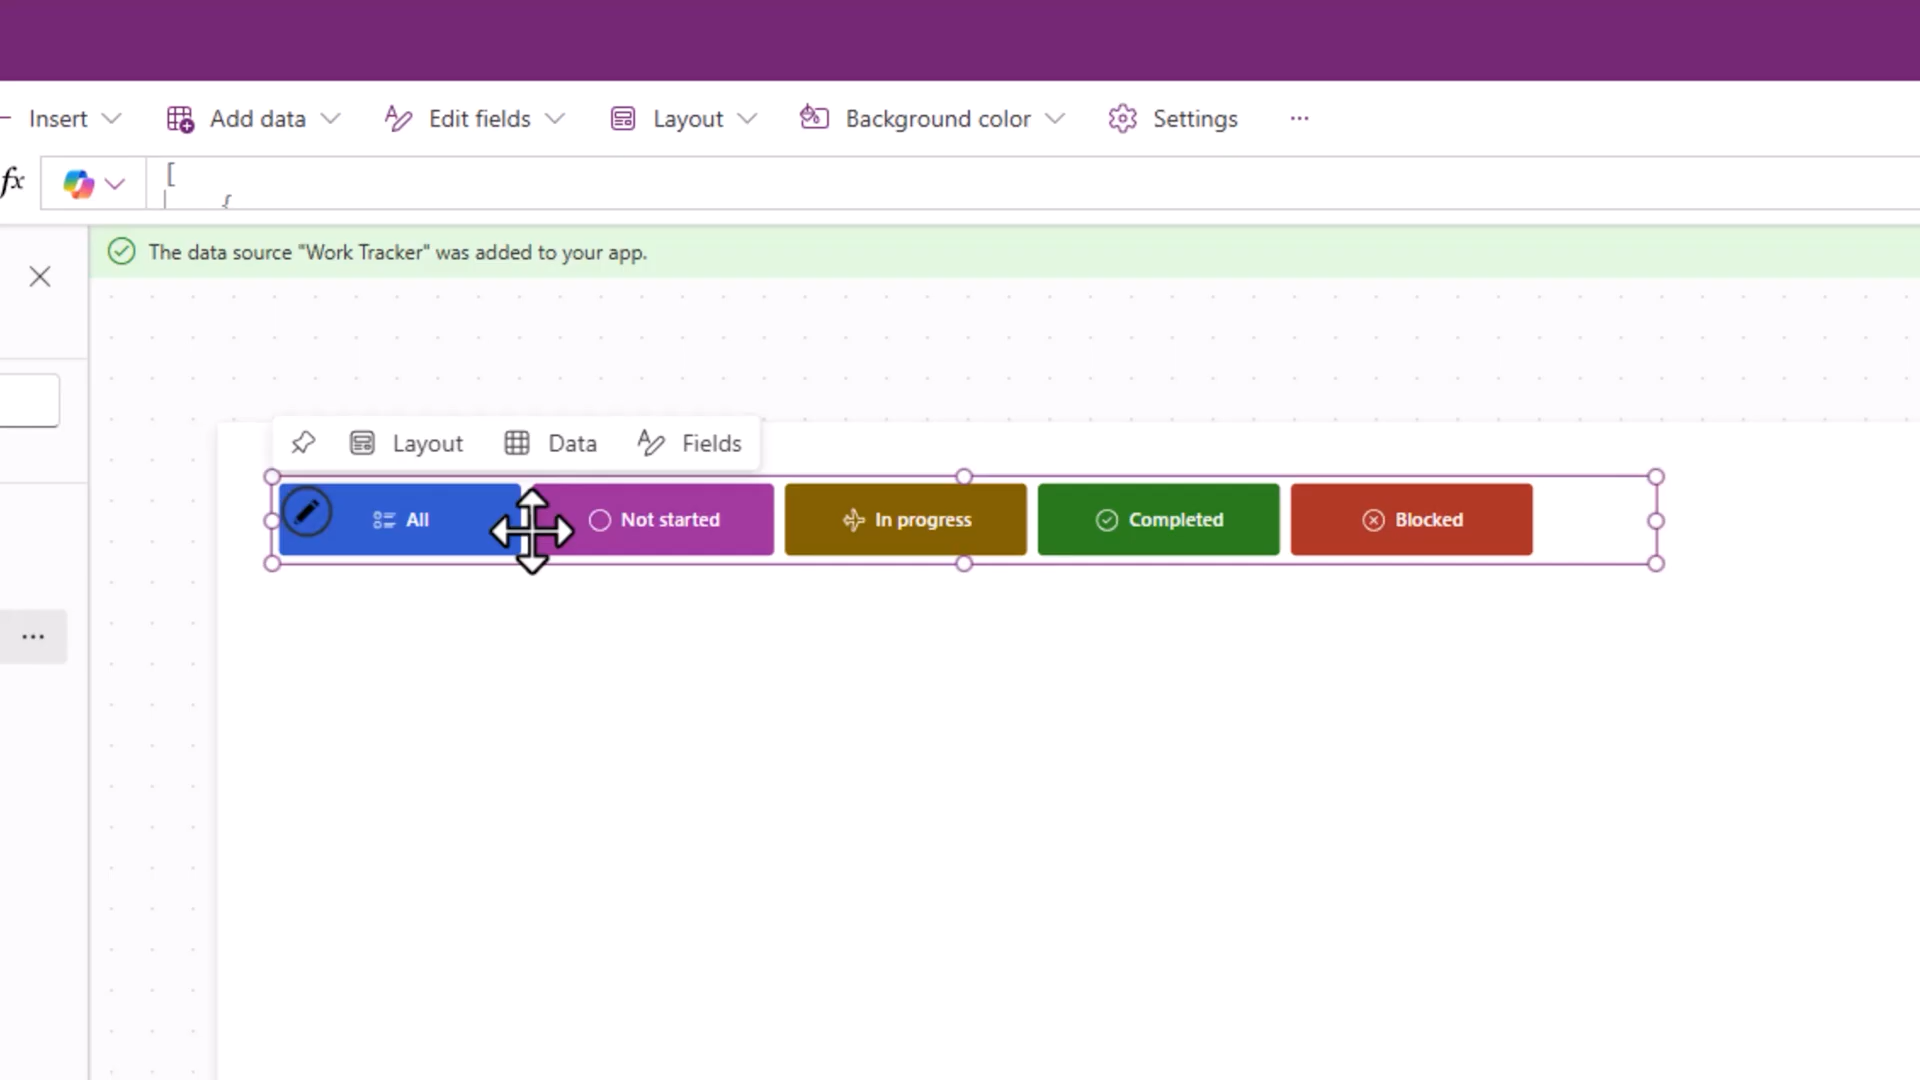 Insert Add data Edit fields Layout Background color Settings ...
fx [
{
The data source "Work Tracker" was added to your app.
Layout Data Fields
All Not started In progress Completed Blocked
...